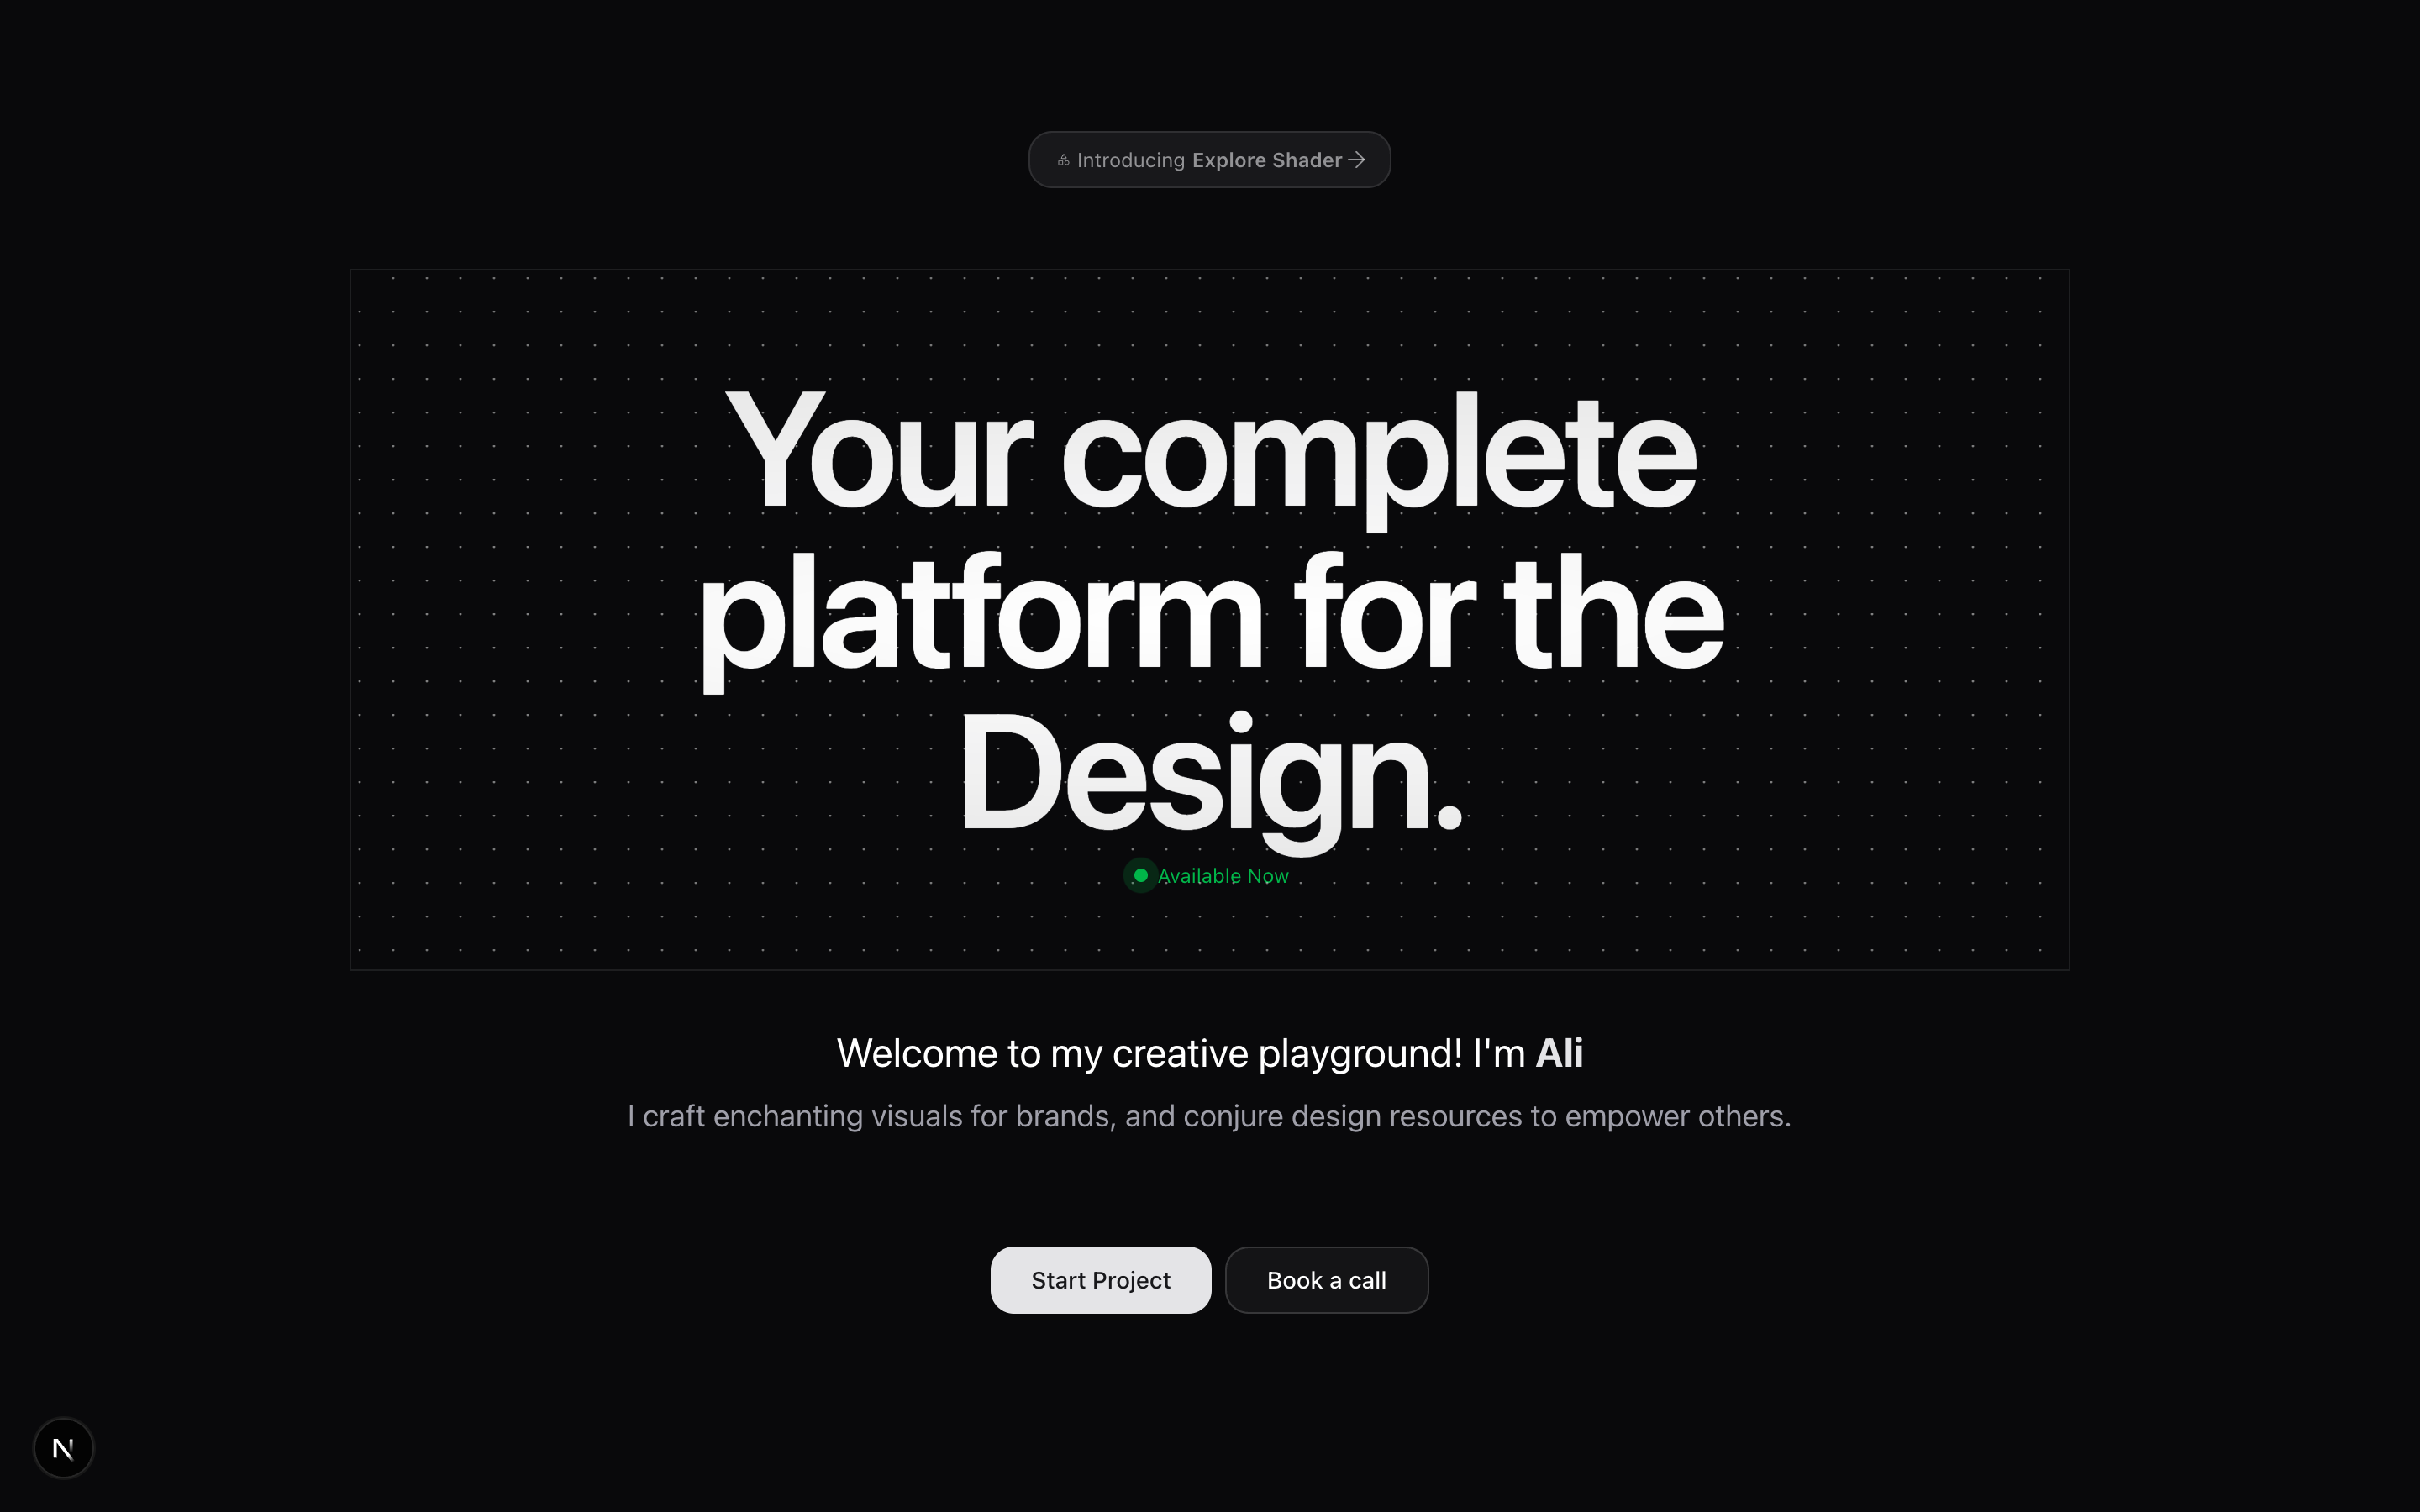 Introducing Explore Shader
Your complete
platform for the
Design.
Available Now
Welcome to my creative playground! I'm Ali
I craft enchanting visuals for brands, and conjure design resources to empower others.
Start Project
Book a call
N